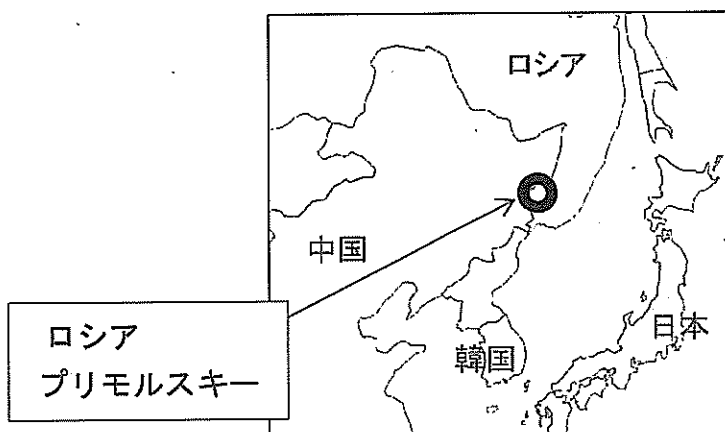 ロシア
中国
日本
韓国
ロシア
プリモルスキー